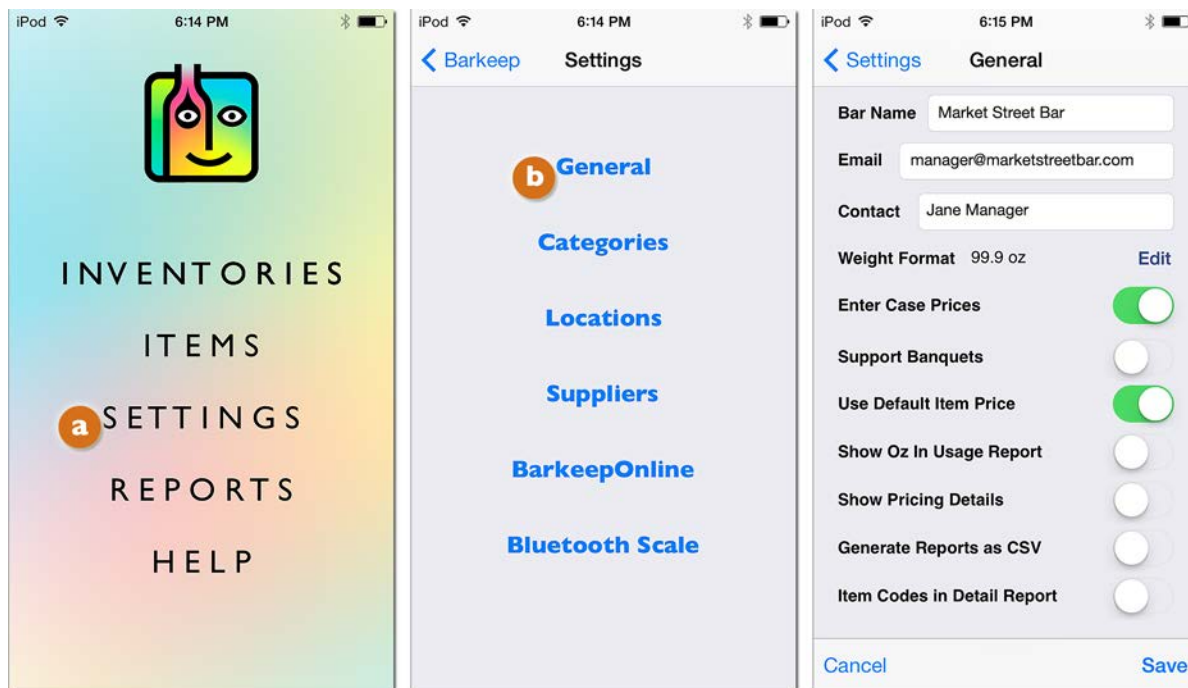 iPod 6:14 PM
INVENTORIES
ITEMS
a SETTINGS
REPORTS
HELP
iPod 6:14 PM
Barkeep Settings
b General
Categories
Locations
Suppliers
BarkeepOnline
Bluetooth Scale
iPod 6:15 PM
Settings General
Bar Name Market Street Bar
Email manager@marketstreetbar.com
Contact Jane Manager
Weight Format 99.9 oz Edit
Enter Case Prices
Support Banquets
Use Default Item Price
Show Oz In Usage Report
Show Pricing Details
Generate Reports as CSV
Item Codes in Detail Report
Cancel Save